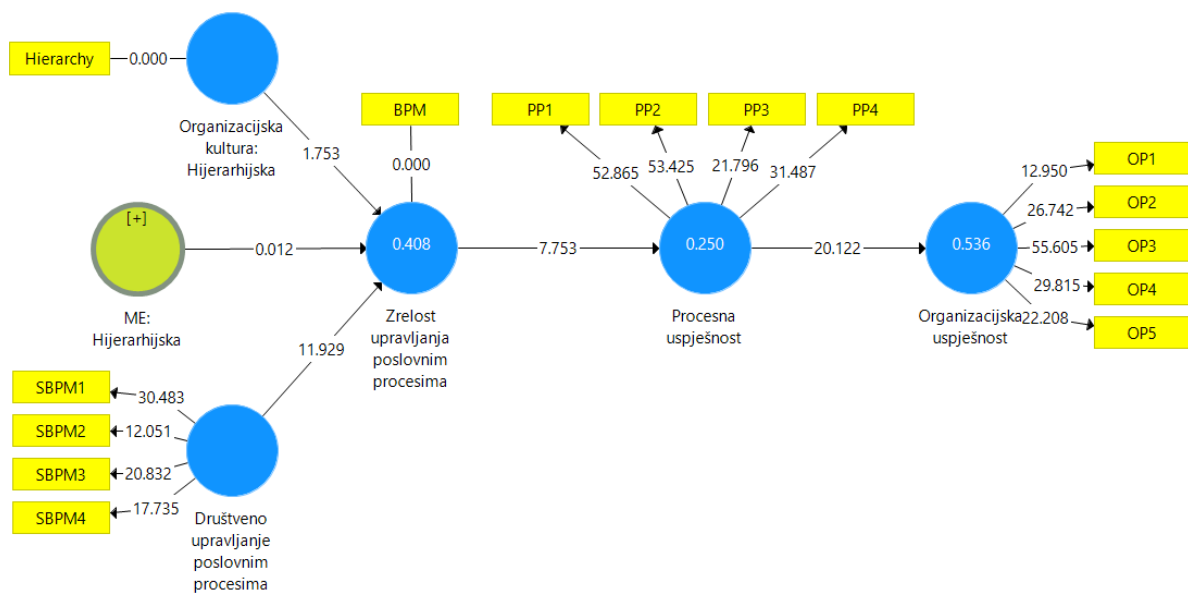 Hierarchy
0.000
Organizacijska
kultura:
Hijerarhijska
1.753
BPM
0.000
PP1
PP2
PP3
PP4
52.865
53.425
21.796
31.487
[+]
ME:
Hijerarhijska
0.012
0.408
Zrelost
upravljanja
poslovnim
procesima
7.753
0.250
Procesna
uspješnost
20.122
0.536
Organizacijska
uspješnost
12.950
26.742
55.605
29.815
22.208
OP1
OP2
OP3
OP4
OP5
11.929
SBPM1
SBPM2
SBPM3
SBPM4
30.483
12.051
20.832
17.735
Društveno
upravljanje
poslovnim
procesima